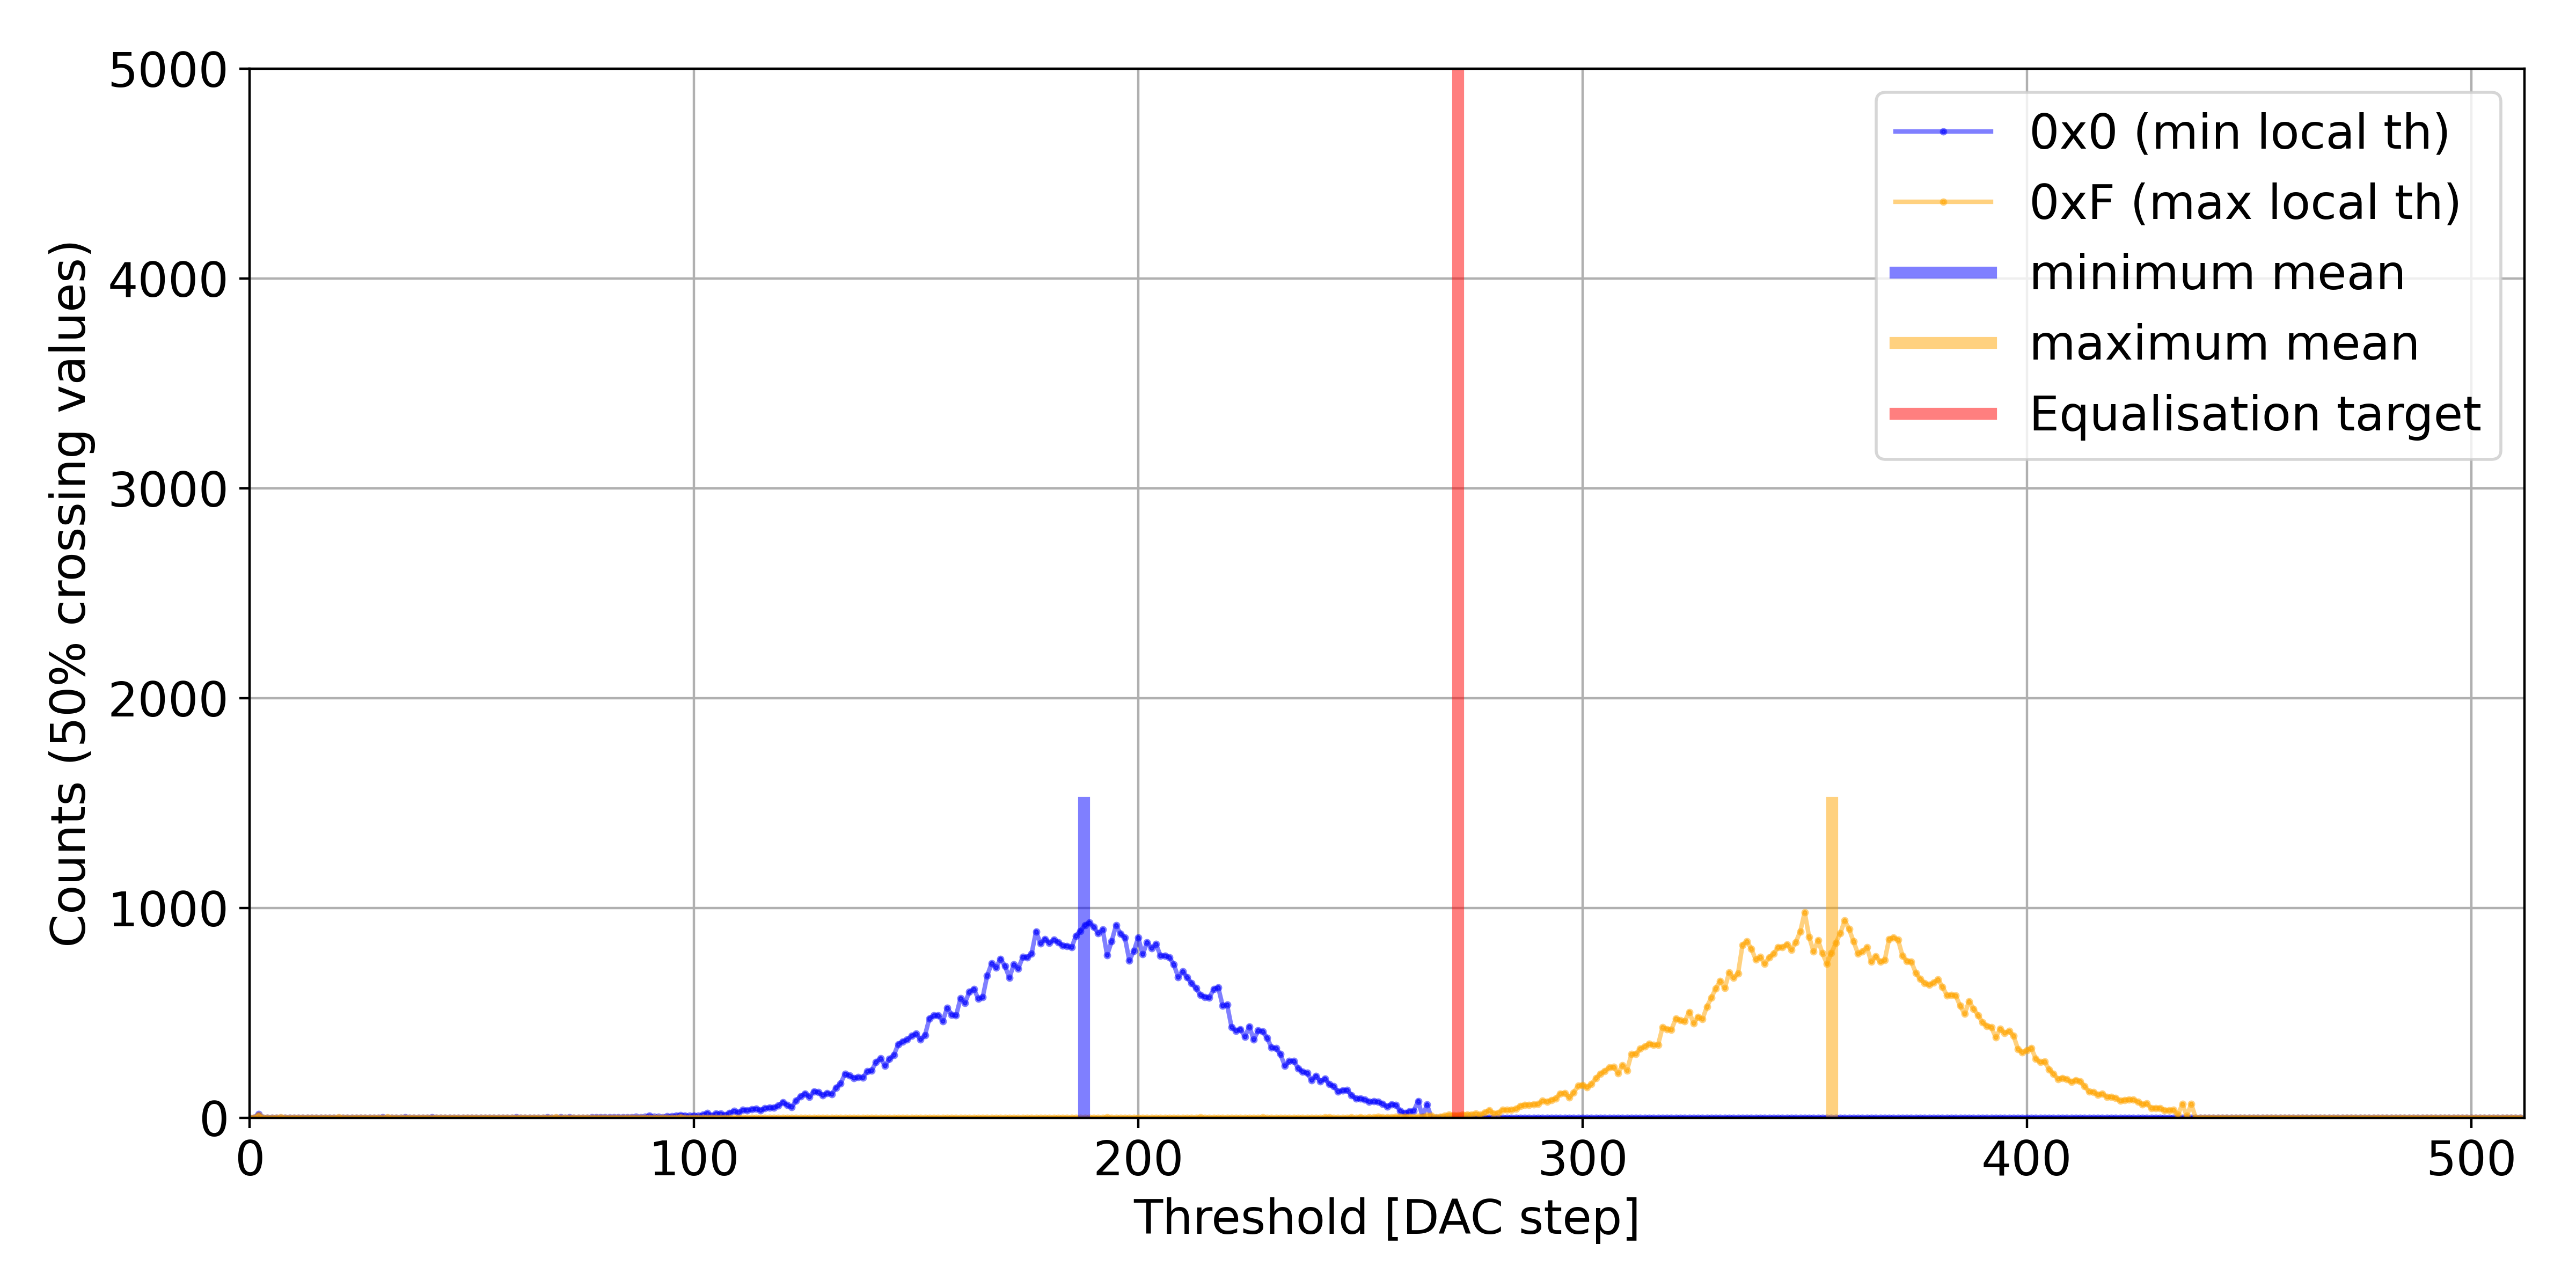 5000
4000
3000
2000
1000
0
Counts (50% crossing values)
0x0 (min local th)
0xF (max local th)
minimum mean
maximum mean
Equalisation target
0 100 200 300 400 500
Threshold [DAC step]